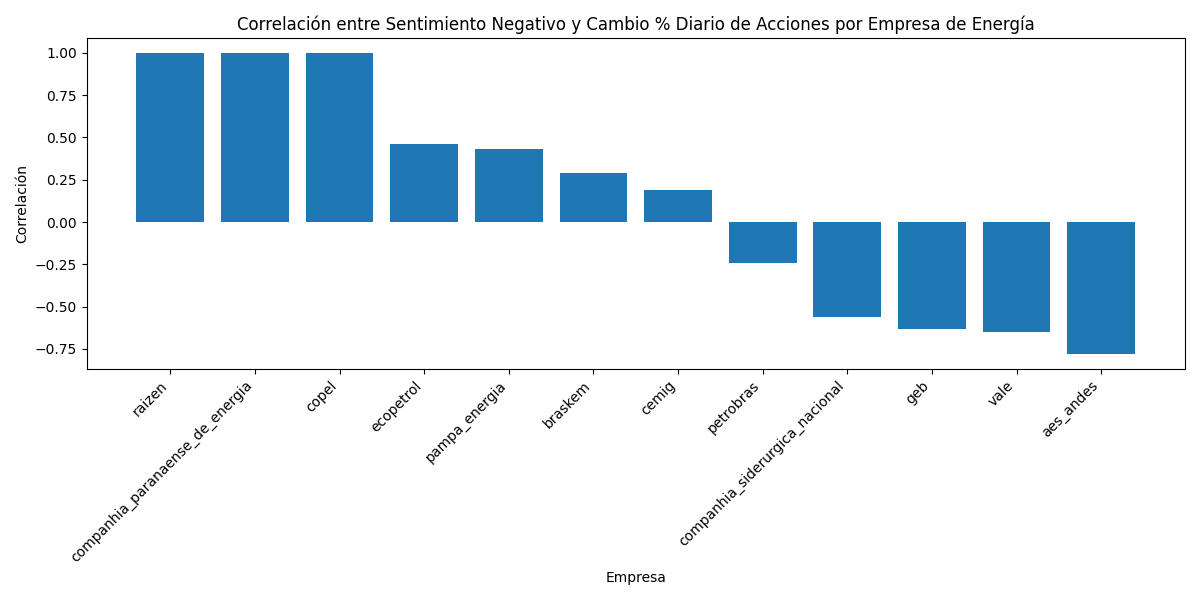 Correlación entre Sentimiento Negativo y Cambio % Diario de Acciones por Empresa de Energía
Correlación
1.00
0.75
0.50
0.25
0.00
−0.25
−0.50
−0.75
raizen
companhia_paranaense_de_energia
copel
ecopetrol
pampa_energia
braskem
cemig
petrobras
companhia_siderurgica_nacional
geb
vale
aes_andes
Empresa